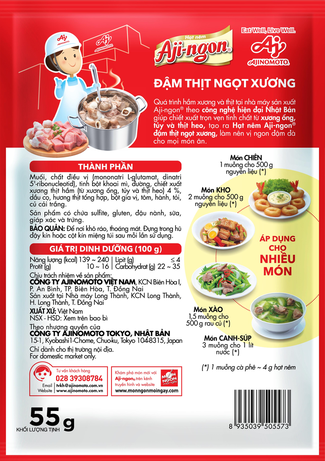 Eat Well, Live Well.
AJINOMOTO
Hạt nêm
Aji-ngon
ĐẬM THỊT NGỌT XƯƠNG
Quá trình hầm xương và thịt tại nhà máy sản xuất
Aji-ngon® theo công nghệ hiện đại Nhật Bản
giúp chiết xuất trọn vẹn tinh chất từ xương ống,
tủy và thịt heo, tạo ra Hạt nêm Aji-ngon®
đậm thịt ngọt xương, làm nên vị ngon đậm đà
cho mọi món ăn.
THÀNH PHẦN
Muối, chất điều vị (mononatri L-glutamat, dinatri
5'-ribonucleotid), tinh bột khoai mì, đường, chiết xuất
xương thịt hầm (từ xương ống, tủy và thịt heo) 4 %,
dầu cọ, hương thịt tổng hợp, bột gia vị, tôm, hành, tỏi,
củ cải trắng.
Sản phẩm có chứa sulfite, gluten, đậu nành, sữa,
giáp xác và trứng.
BẢO QUẢN: Để nơi khô ráo, thoáng mát. Đựng trong lọ
đậy kín hoặc cột kín miệng túi sau mỗi lần sử dụng.
GIÁ TRỊ DINH DƯỠNG (100 g)
Năng lượng (kcal) 139 ~ 240 Lipit (g) ≤ 4
Protit (g) 10 ~ 16 Carbohydrat (g) 22 ~ 35
Chịu trách nhiệm về sản phẩm:
CÔNG TY AJINOMOTO VIỆT NAM, KCN Biên Hòa I,
P. An Bình, TP. Biên Hòa, T. Đồng Nai
Sản xuất tại Nhà máy Long Thành, KCN Long Thành,
H. Long Thành, T. Đồng Nai
XUẤT XỨ: Việt Nam
NSX - HSD: Xem trên bao bì
Theo nhượng quyền của
CÔNG TY AJINOMOTO TOKYO, NHẬT BẢN
15-1, Kyobashi1-Chome, Chuoku, Tokyo 1048315, Japan
Chỉ dành cho thị trường nội địa.
For domestic market only.
Tư vấn khách hàng
028 39308784
www.ajinomoto.com.vn
www.monngonmoingay.com
55 g
KHỐI LƯỢNG TỊNH
Món CHIÊN
1 muỗng cho 500 g
nguyên liệu (*)
Món KHO
2 muỗng cho 500 g
nguyên liệu (*)
ÁP DỤNG
CHO
NHIỀU
MÓN
Món XÀO
1,5 muỗng cho
500 g rau củ (*)
Món CANH-SÚP
3 muỗng cho 1 lít
nước (*)
(*) 1 muỗng cà phê ~ 4 g hạt nêm
8 935039 505573